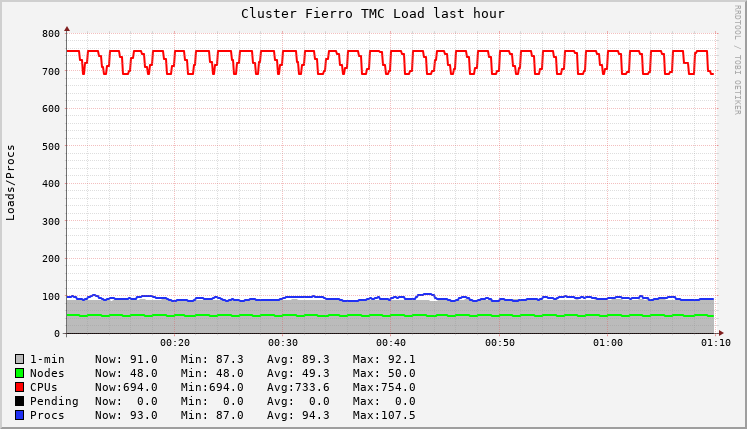 Cluster Fierro TMC Load last hour
RRDTOOL / TOBI OETIKER
Loads/Procs
800
700
600
500
400
300
200
100
0
00:20 00:30 00:40 00:50 01:00 01:10
1-min Now: 91.0 Min: 87.3 Avg: 89.3 Max: 92.1
Nodes Now: 48.0 Min: 48.0 Avg: 49.3 Max: 50.0
CPUs Now:694.0 Min:694.0 Avg:733.6 Max:754.0
Pending Now: 0.0 Min: 0.0 Avg: 0.0 Max: 0.0
Procs Now: 93.0 Min: 87.0 Avg: 94.3 Max:107.5